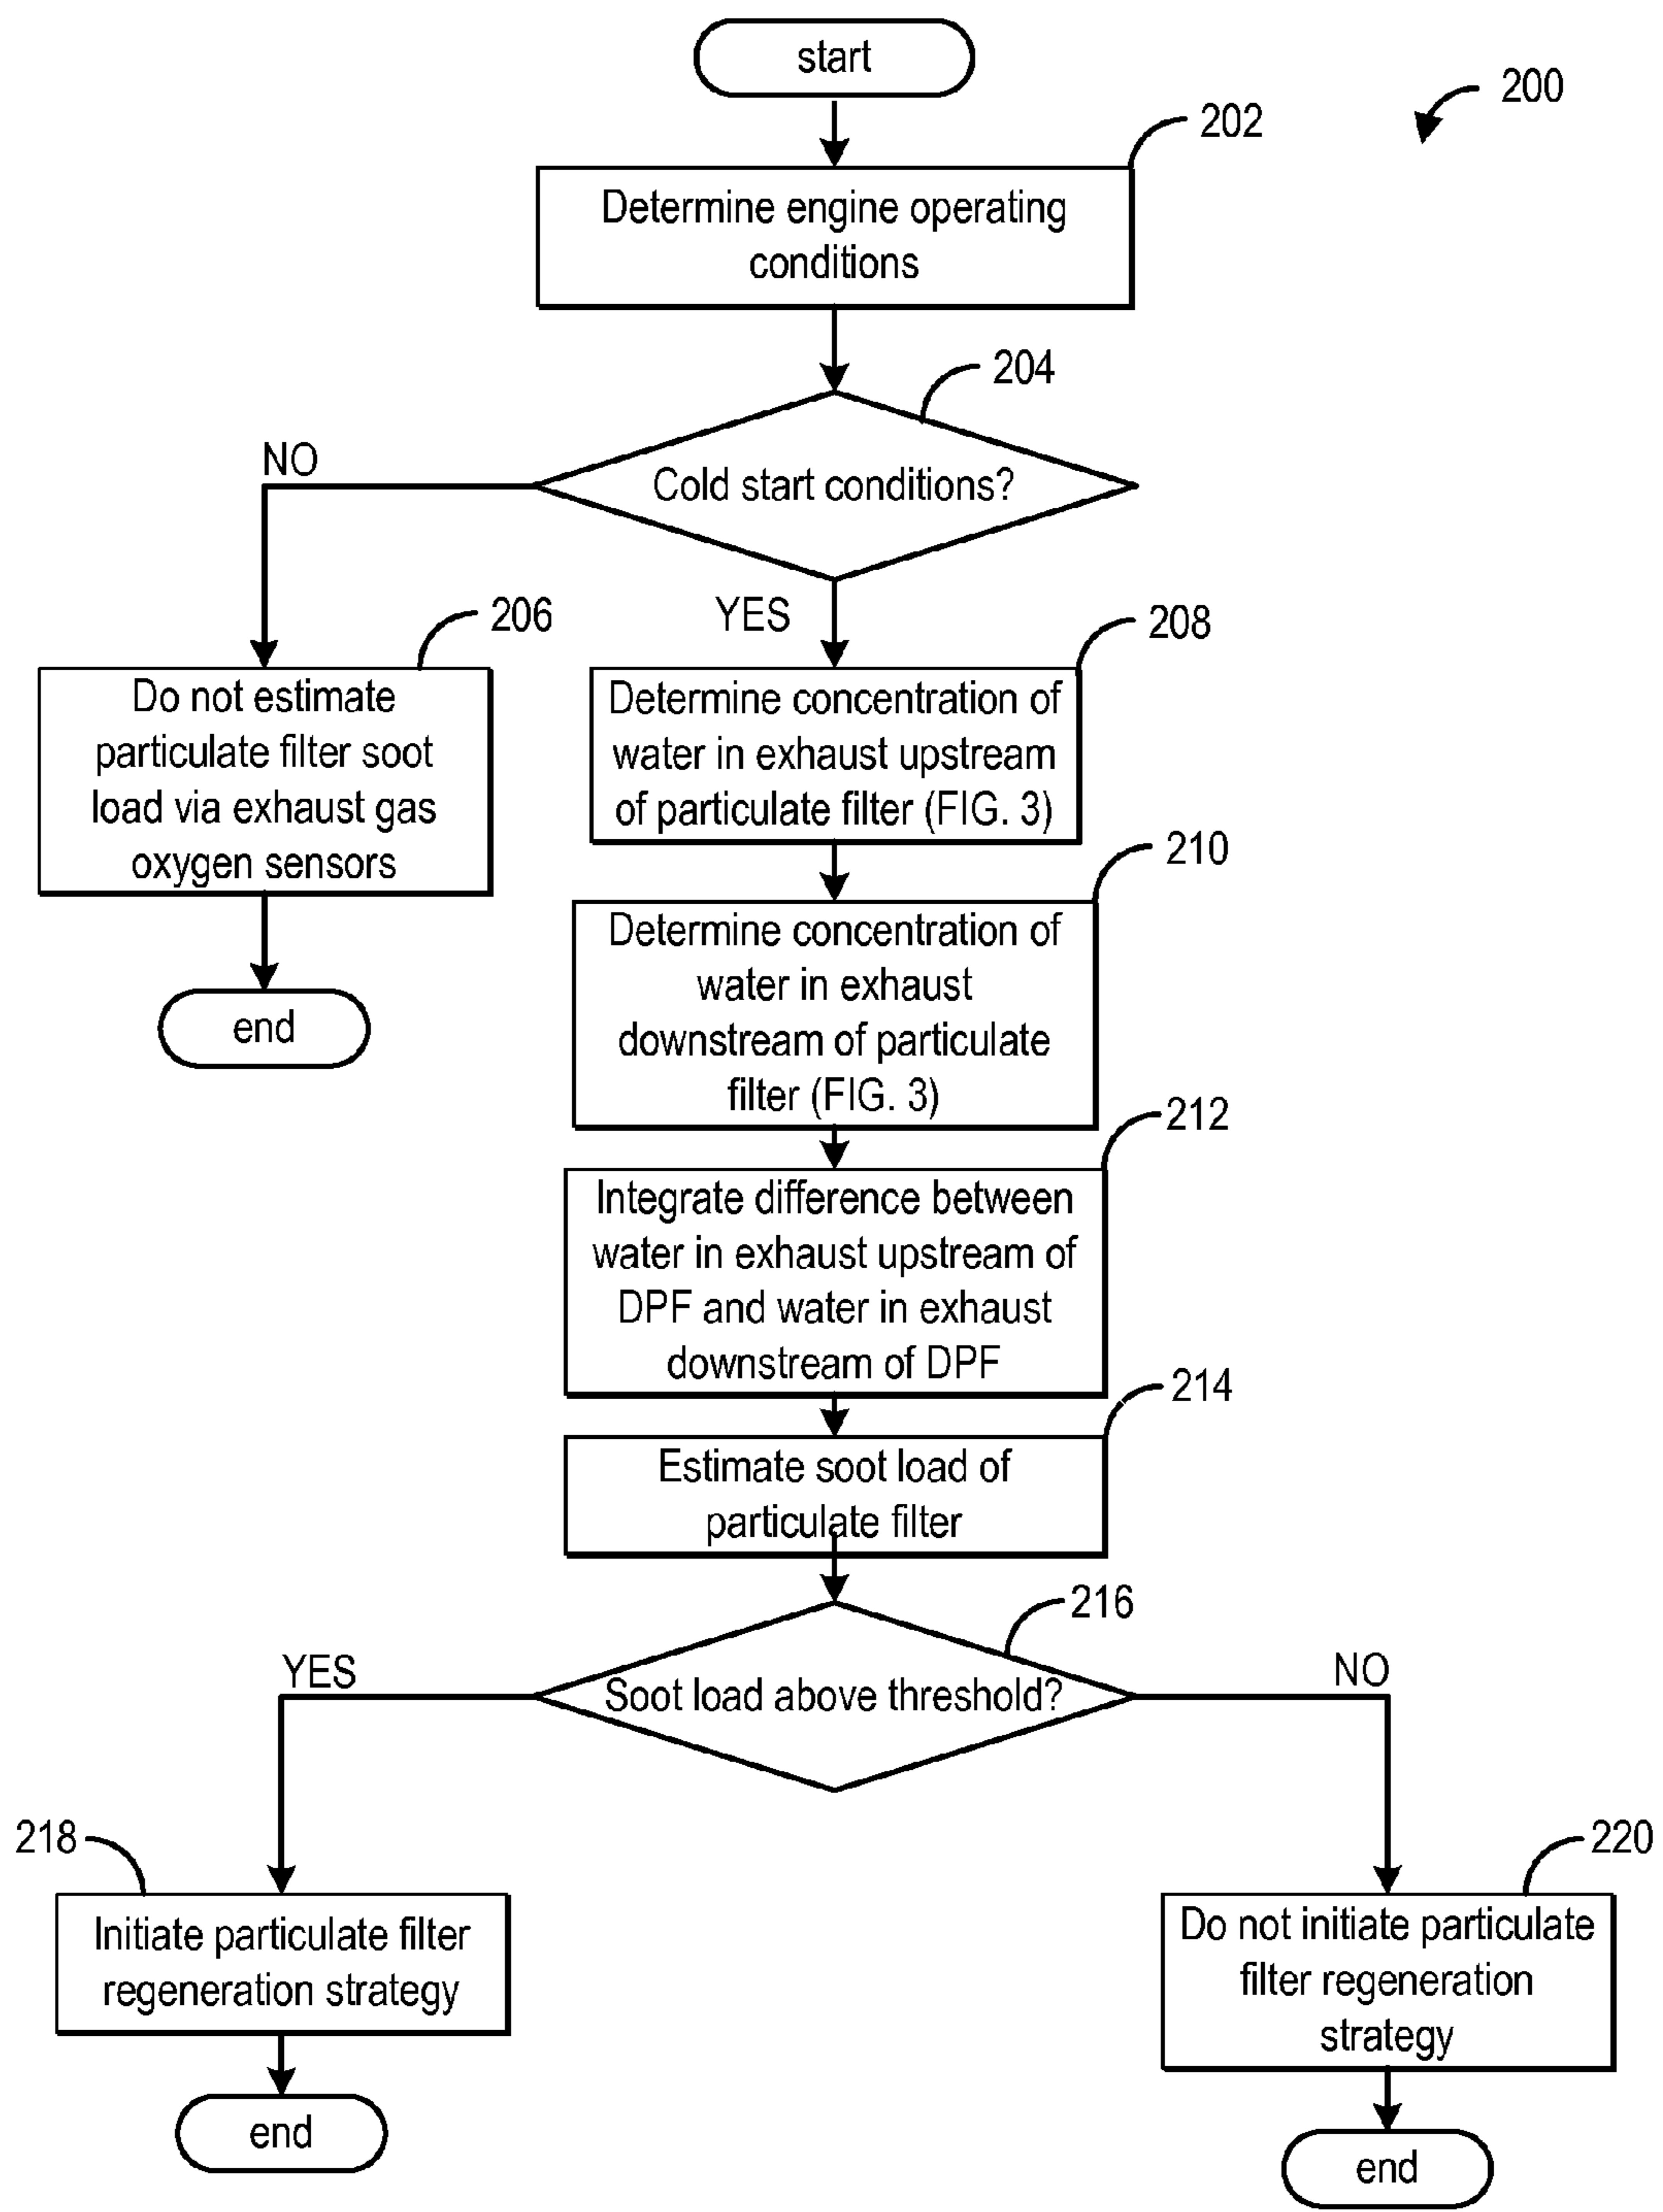 start
200
202
Determine engine operating
conditions
204
Cold start conditions?
NO
YES
206
Do not estimate
particulate filter soot
load via exhaust gas
oxygen sensors
end
208
Determine concentration of
water in exhaust upstream
of particulate filter (FIG. 3)
210
Determine concentration of
water in exhaust
downstream of particulate
filter (FIG. 3)
212
Integrate difference between
water in exhaust upstream of
DPF and water in exhaust
downstream of DPF
214
Estimate soot load of
particulate filter
216
Soot load above threshold?
YES
NO
218
Initiate particulate filter
regeneration strategy
end
220
Do not initiate particulate
filter regeneration
strategy
end